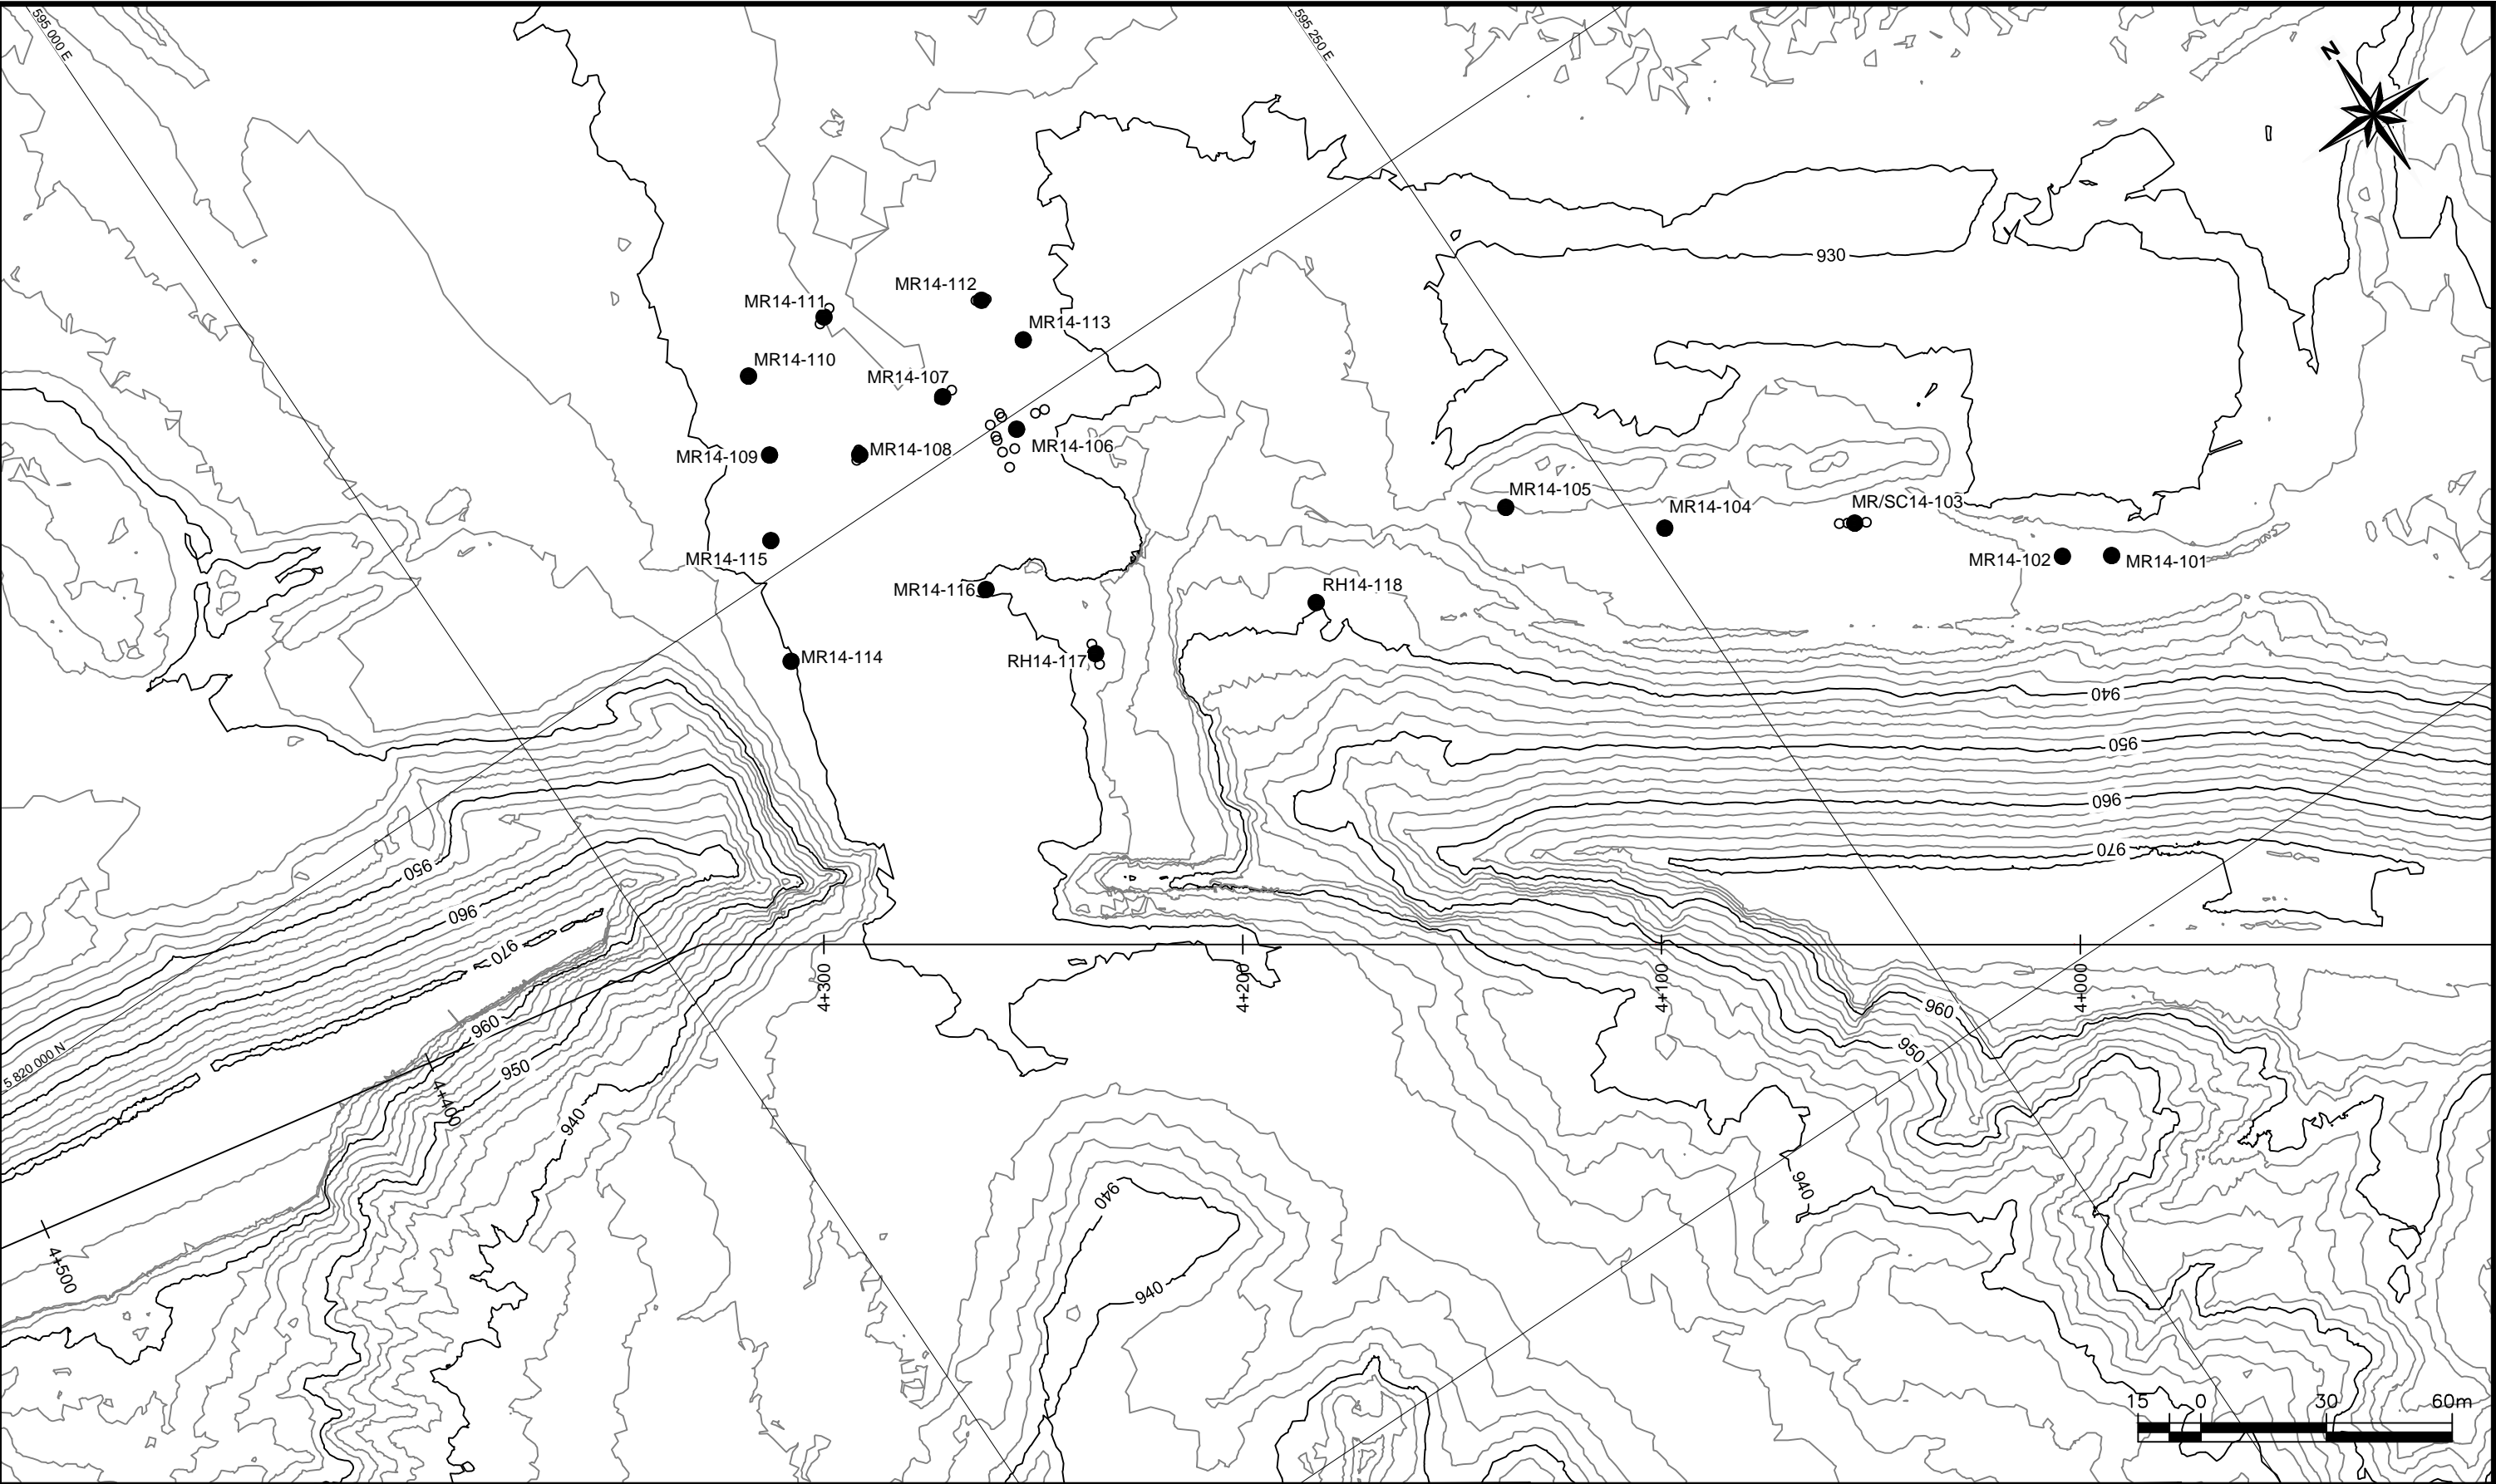 595 000 E
595 250 E
N
930
MR14-112
MR14-111
MR14-113
MR14-110
MR14-107
MR14-106
MR14-108
MR14-109
MR14-105
MR14-104
MR/SC14-103
MR14-115
MR14-102
MR14-101
MR14-116
RH14-118
MR14-114
RH14-117
940
950
960
970
950
960
970
4+300
4+200
4+100
4+000
960
960
950
5 820 000 N
950
4+400
940
940
940
940
4+500
15 0 30 60m